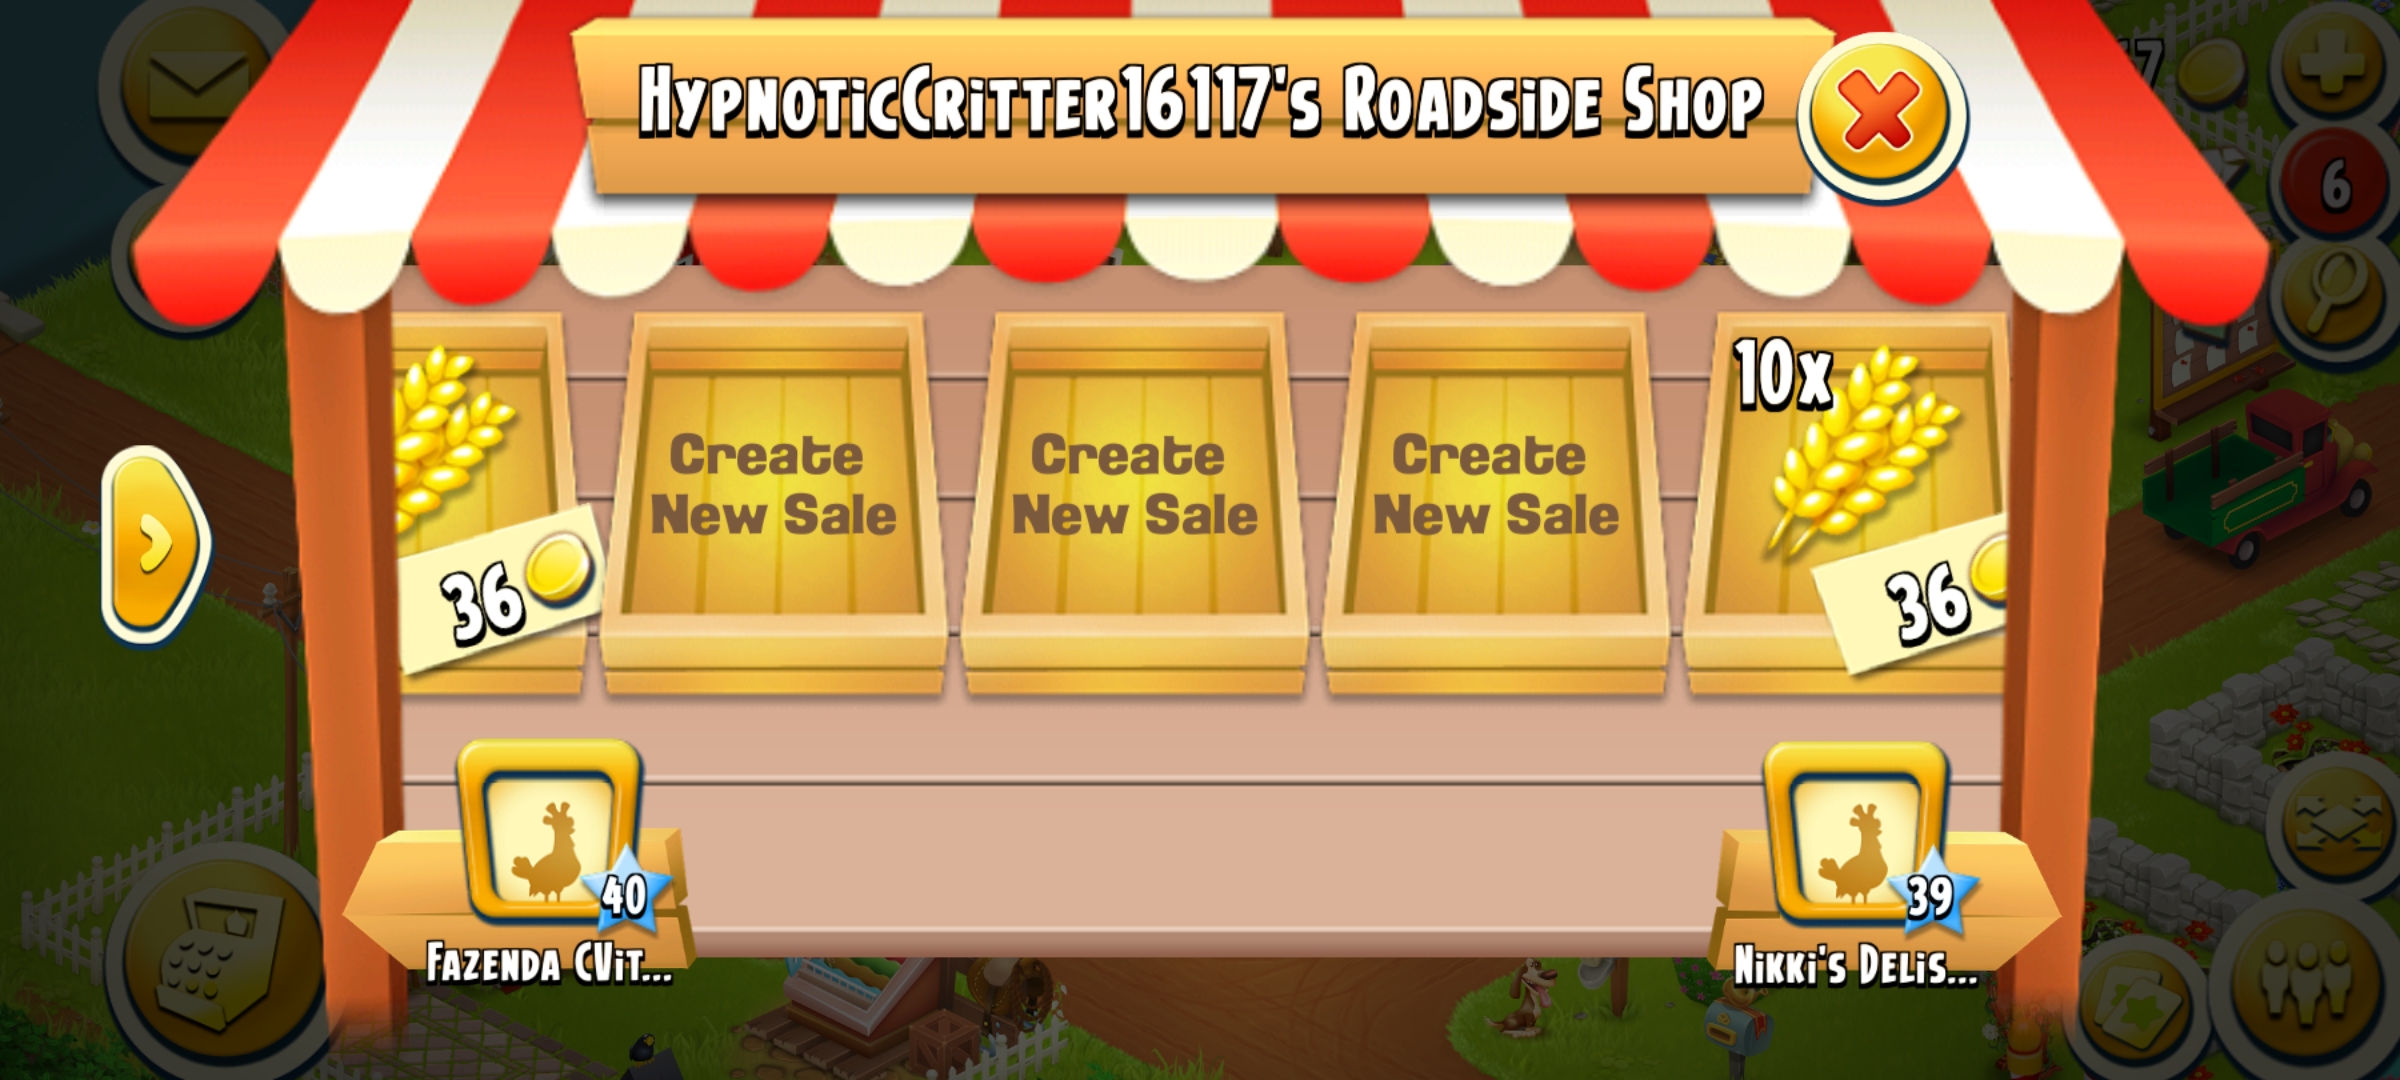 HypnoticCritter16117's Roadside Shop
7
6
10x
Create
New Sale
Create
New Sale
Create
New Sale
36
36
40
39
Fazenda CVit...
Nikki's Delis...